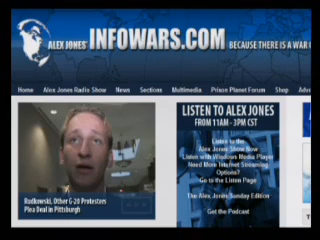 ALEX JONES' INFOWARS.COM BECAUSE THERE IS A WAR
Home Alex Jones Radio Show News Sections Multimedia Prison Planet Forum Shop
LISTEN TO ALEX JONES
FROM 11AM - 3PM CST
Listen to the
Alex Jones Show Now
Listen with Windows Media Player
Need More Internet Streaming
Options?
Go to the Listen Page
The Alex Jones Sunday Edition
Get the Podcast
Rudkowski, Other G-20 Protesters
Plea Deal in Pittsburgh